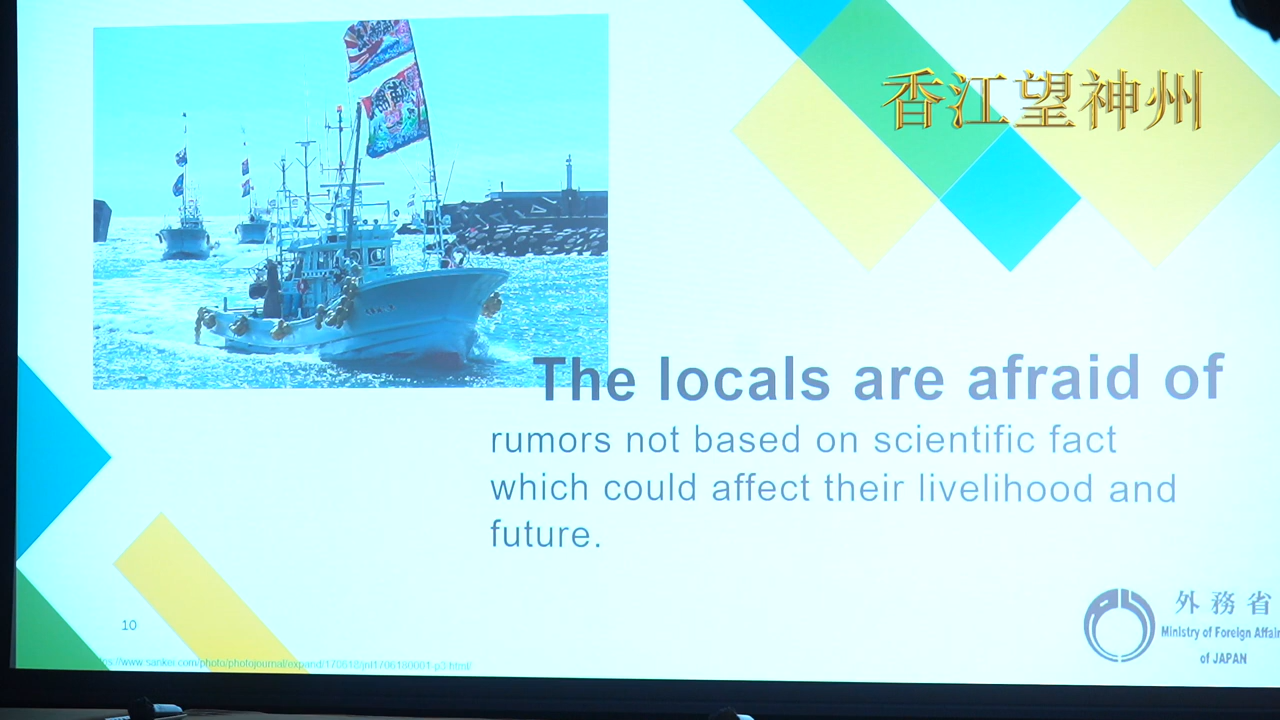 香江望神州
The locals are afraid of
rumors not based on scientific fact
which could affect their livelihood and
future.
10
外務省
Ministry of Foreign Affair
of JAPAN